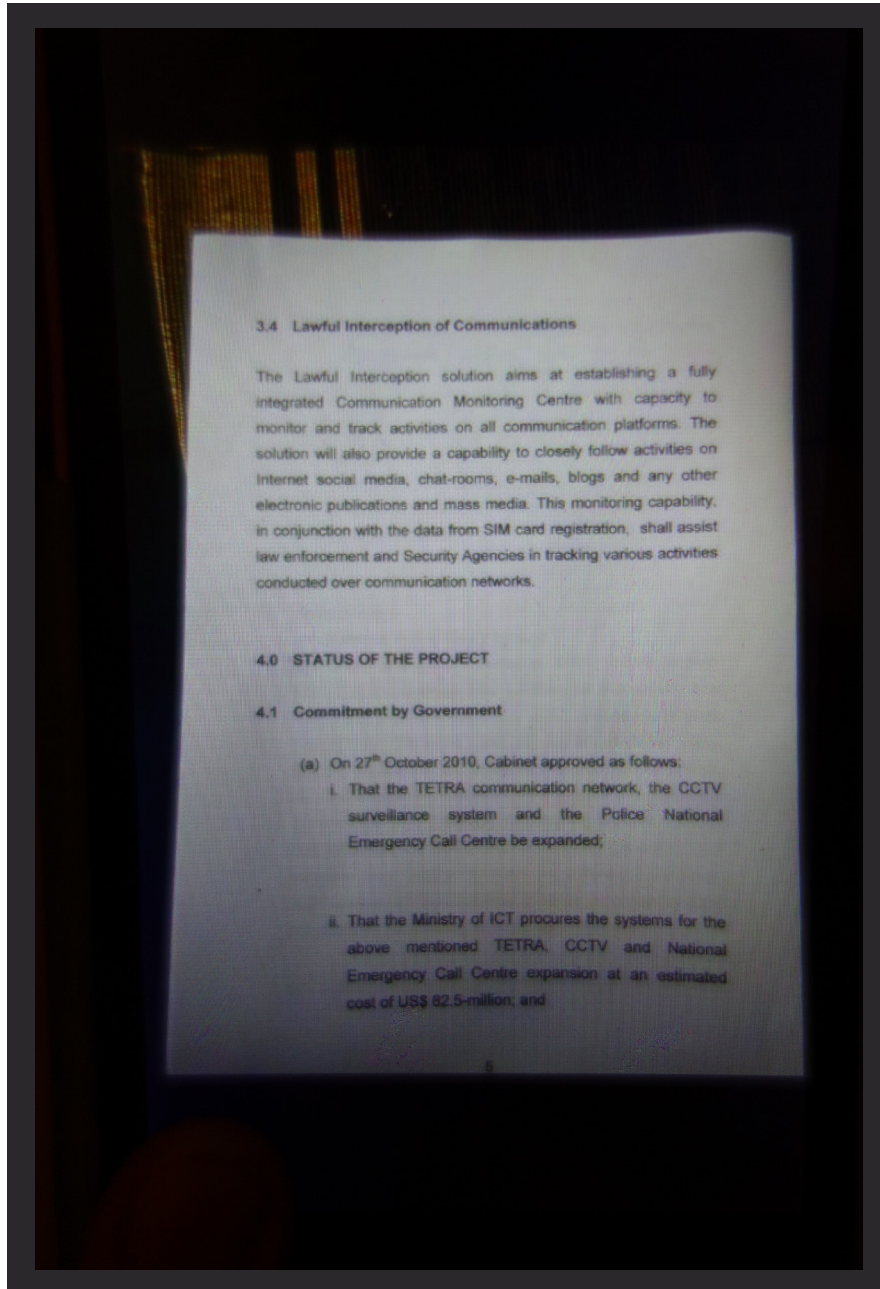 3.4 Lawful Interception of Communications
The Lawful Interception solution aims at establishing a fully
integrated Communication Monitoring Centre with capacity to
monitor and track activities on all communication platforms. The
solution will also provide a capability to closely follow activities on
Internet social media, chat-rooms, e-mails, blogs and any other
electronic publications and mass media. This monitoring capability,
in conjunction with the data from SIM card registration, shall assist
law enforcement and Security Agencies in tracking various activities
conducted over communication networks.
4.0 STATUS OF THE PROJECT
4.1 Commitment by Government
(a) On 27th October 2010, Cabinet approved as follows;
i. That the TETRA communication network, the CCTV
surveillance system and the Police National
Emergency Call Centre be expanded;
ii. That the Ministry of ICT procures the systems for the
above mentioned TETRA, CCTV and National
Emergency Call Centre expansion at an estimated
cost of US$ 82.5-million; and